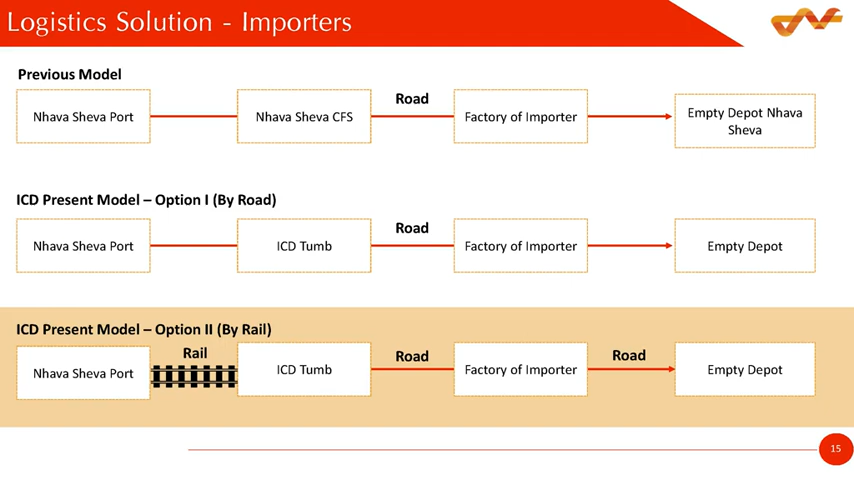 Logistics Solution - Importers
Previous Model
Nhava Sheva Port
Nhava Sheva CFS
Road
Factory of Importer
Empty Depot Nhava
Sheva
ICD Present Model – Option I (By Road)
Nhava Sheva Port
ICD Tumb
Road
Factory of Importer
Empty Depot
ICD Present Model – Option II (By Rail)
Nhava Sheva Port
Rail
ICD Tumb
Road
Factory of Importer
Road
Empty Depot
15